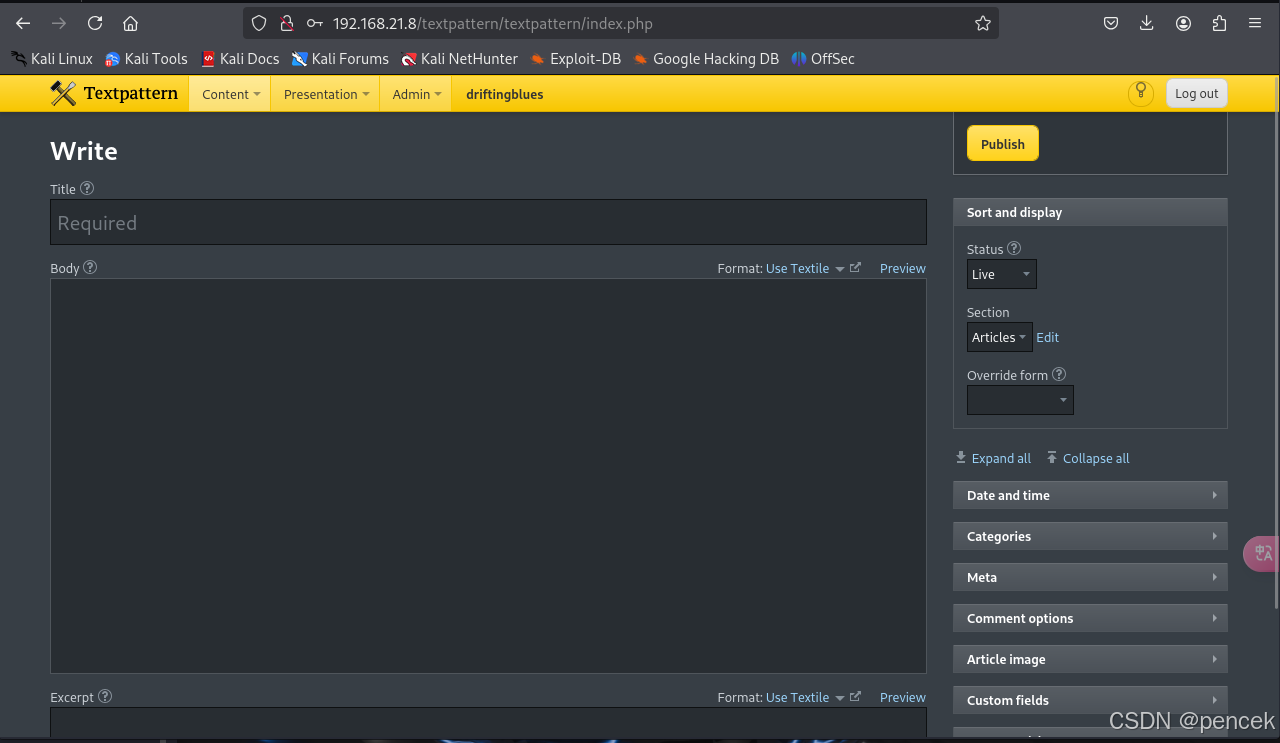 192.168.21.8/textpattern/textpattern/index.php
Kali Linux Kali Tools Kali Docs Kali Forums Kali NetHunter Exploit-DB Google Hacking DB OffSec
Textpattern Content Presentation Admin driftingblues Log out
Write
Title
Required
Body Format: Use Textile Preview
Excerpt Format: Use Textile Preview
Publish
Sort and display
Status
Live
Section
Articles Edit
Override form
Expand all Collapse all
Date and time
Categories
Meta
Comment options
Article image
Custom fields
中A
CSDN @pencek